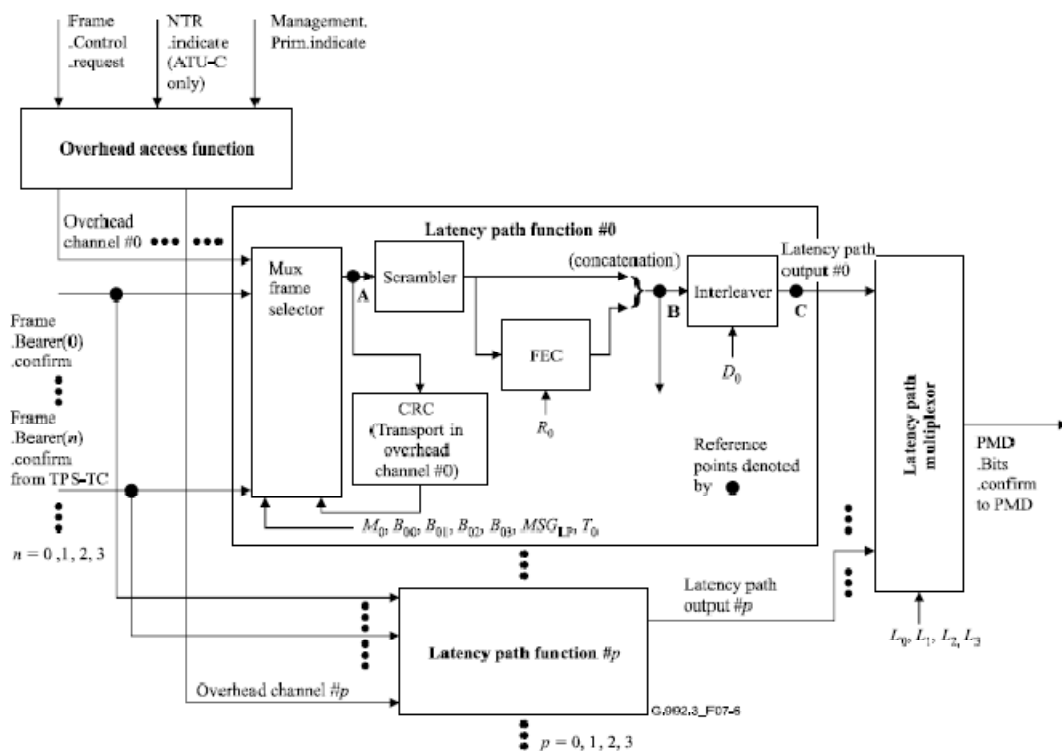 Frame
.Control
.request
NTR
.indicate
(ATU-C
only)
Management.
Prim.indicate
Overhead access function
Overhead
channel #0
Latency path function #0
Mux
frame
selector
A
Scrambler
(concatenation)
B
Interleaver
C
Latency path
output #0
FEC
D0
R0
CRC
(Transport in
overhead
channel #0)
Reference
points denoted
by
Frame
.Bearer(0)
.confirm
Frame
.Bearer(n)
.confirm
from TPS-TC
n = 0 ,1, 2, 3
M0, B00, B01, B02, B03, MSGLP, T0,
Latency path
multiplexor
PMD
.Bits
.confirm
to PMD
L0, L1, L2, L3
Latency path
output #p
Latency path function #p
Overhead channel #p
G.992.3_F07-6
p = 0, 1, 2, 3